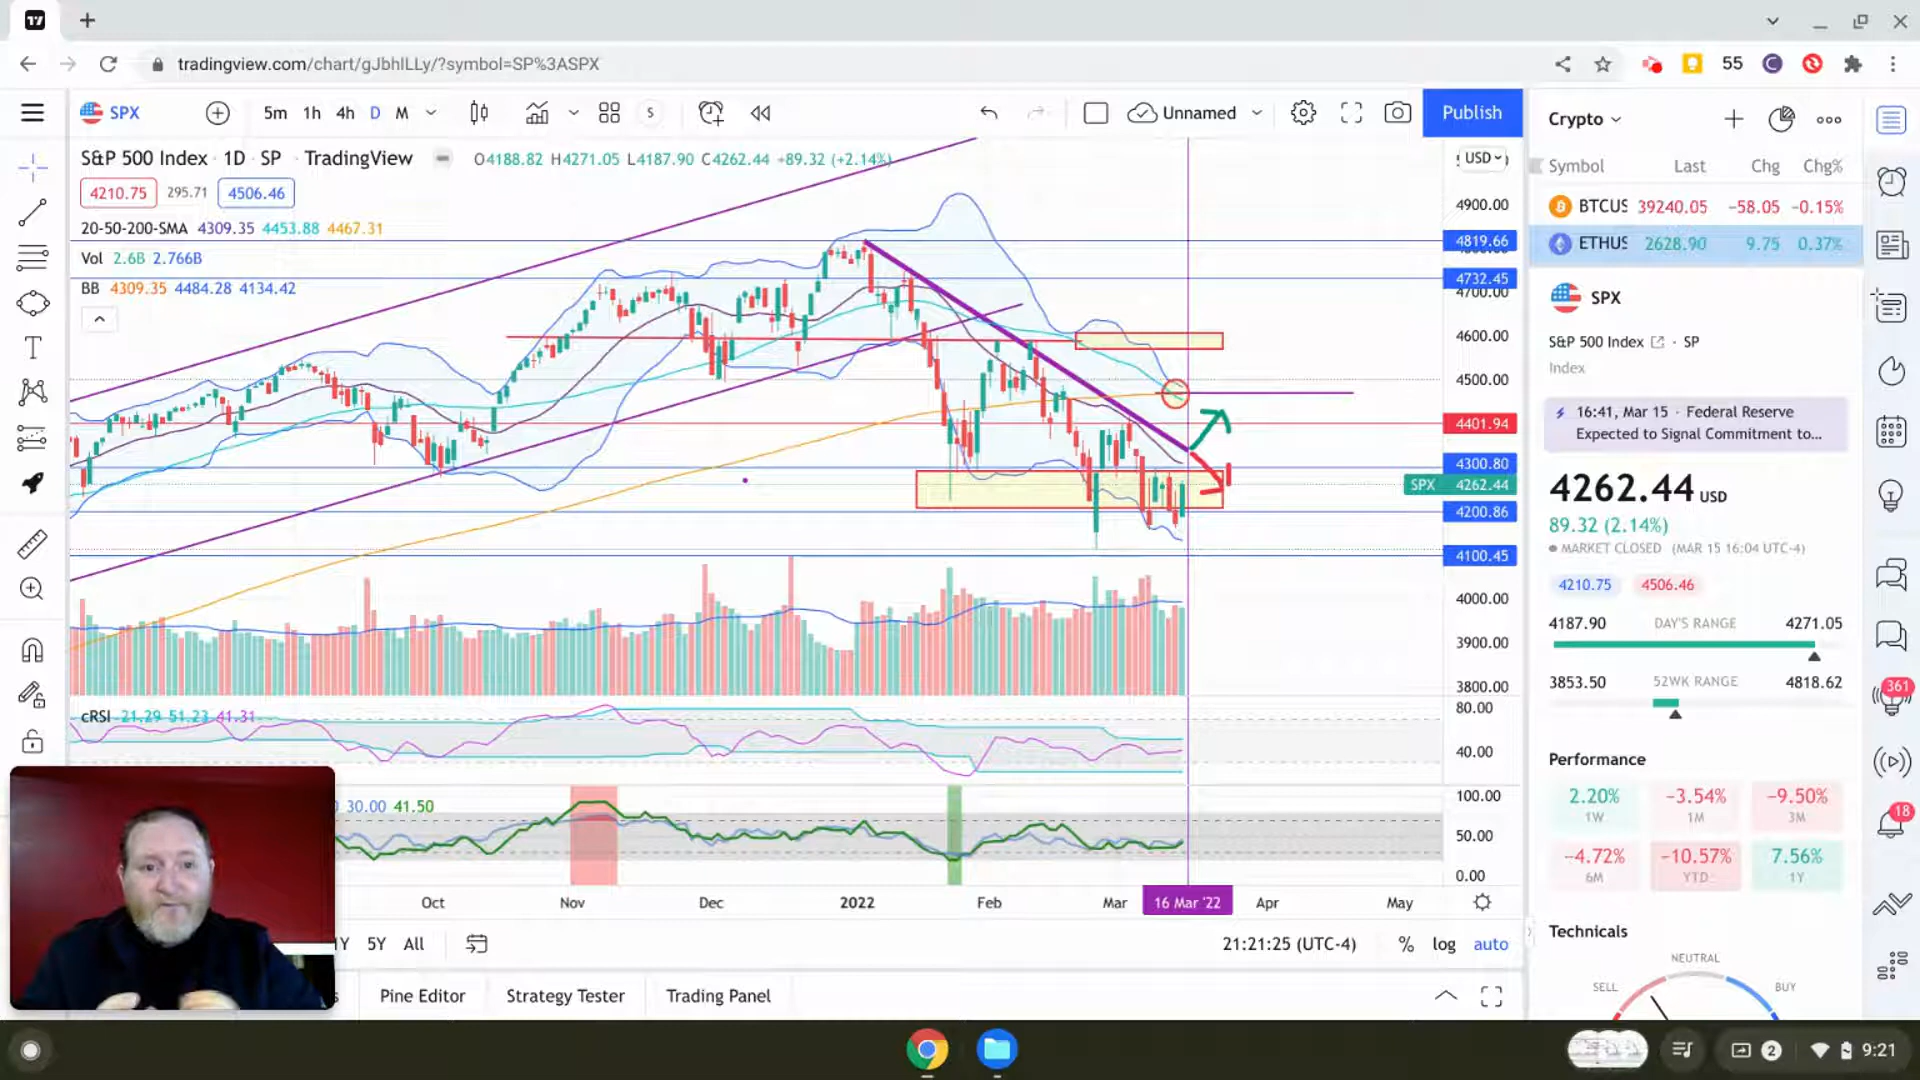 tradingview.com/chart/gJbhlLLy/?symbol=SP%3ASPX
55
SPX
5m 1h 4h D M
S
Unnamed
Publish
S&P 500 Index · 1D · SP · TradingView
O4188.82 H4271.05 L4187.90 C4262.44 +89.32 (+2.14%)
4210.75 295.71 4506.46
20-50-200-SMA 4309.35 4453.88 4467.31
Vol 2.6B 2.766B
BB 4309.35 4484.28 4134.42
USD
4900.00
4819.66
4732.45
4700.00
4600.00
4500.00
4401.94
4300.80
SPX 4262.44
4200.86
4100.45
4000.00
3900.00
3800.00
cRSI 21.29 51.23 41.31
80.00
40.00
30.00 41.50
100.00
50.00
0.00
Oct Nov Dec 2022 Feb Mar 16 Mar '22 Apr May
1Y 5Y All
21:21:25 (UTC-4) % log auto
Pine Editor Strategy Tester Trading Panel
Crypto
Symbol Last Chg Chg%
BTCUS 39240.05 −58.05 −0.15%
ETHUS 2628.90 9.75 0.37%
SPX
S&P 500 Index · SP
Index
16:41, Mar 15 · Federal Reserve
Expected to Signal Commitment to...
4262.44 USD
89.32 (2.14%)
MARKET CLOSED (MAR 15 16:04 UTC-4)
4210.75 4506.46
4187.90 DAY'S RANGE 4271.05
3853.50 52WK RANGE 4818.62
Performance
2.20% −3.54% −9.50%
1W 1M 3M
−4.72% −10.57% 7.56%
6M YTD 1Y
Technicals
NEUTRAL
SELL BUY
361
18
2
9:21